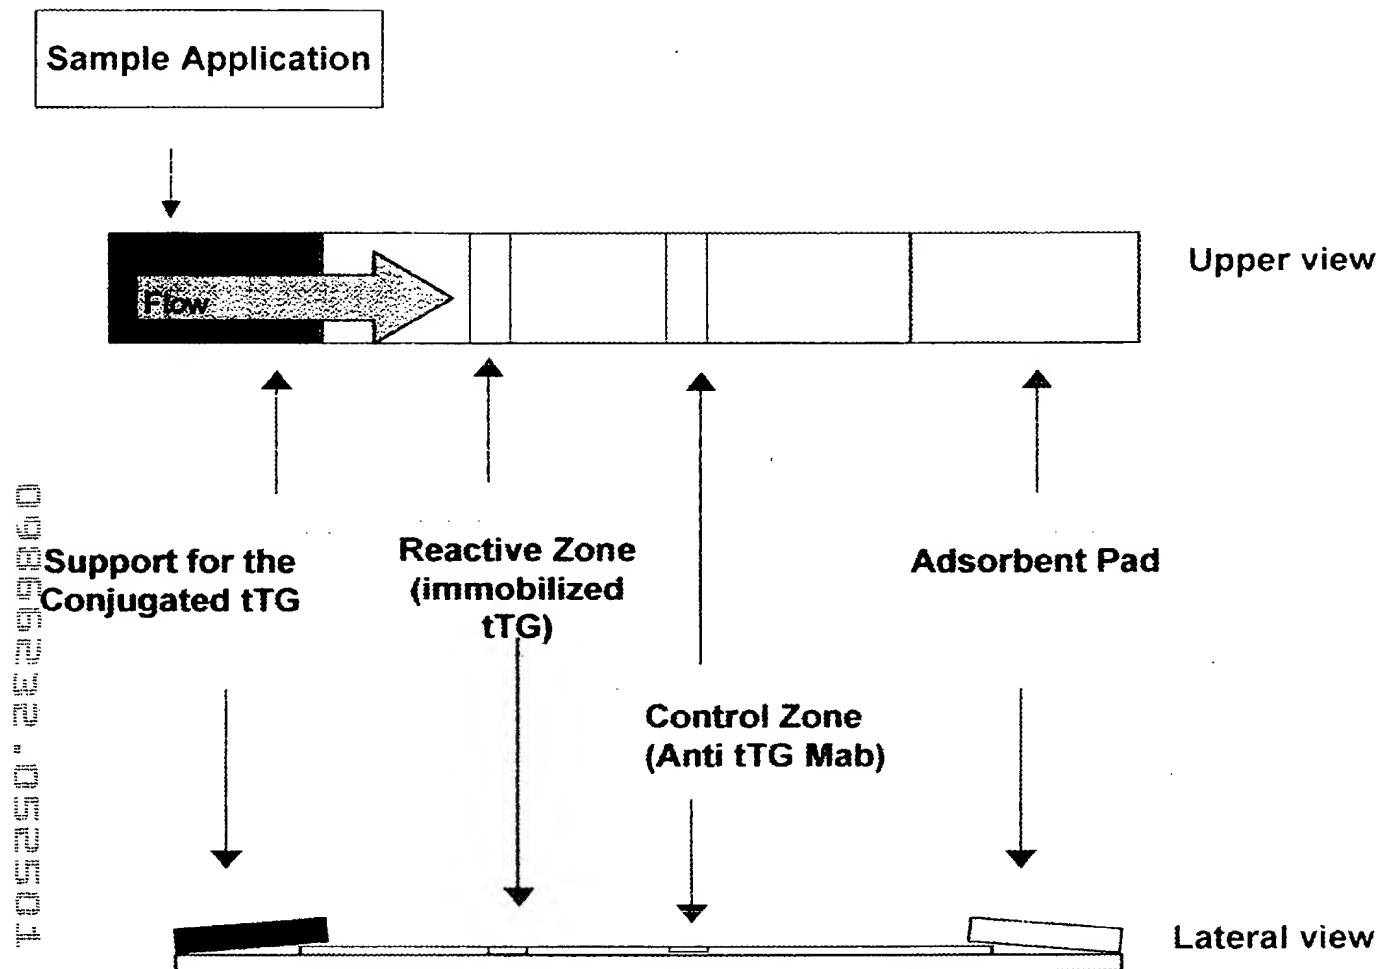 Sample Application
Upper view
Flow
Support for the
Conjugated tTG
Reactive Zone
(immobilized
tTG)
Adsorbent Pad
Control Zone
(Anti tTG Mab)
Lateral view
09866232.052501